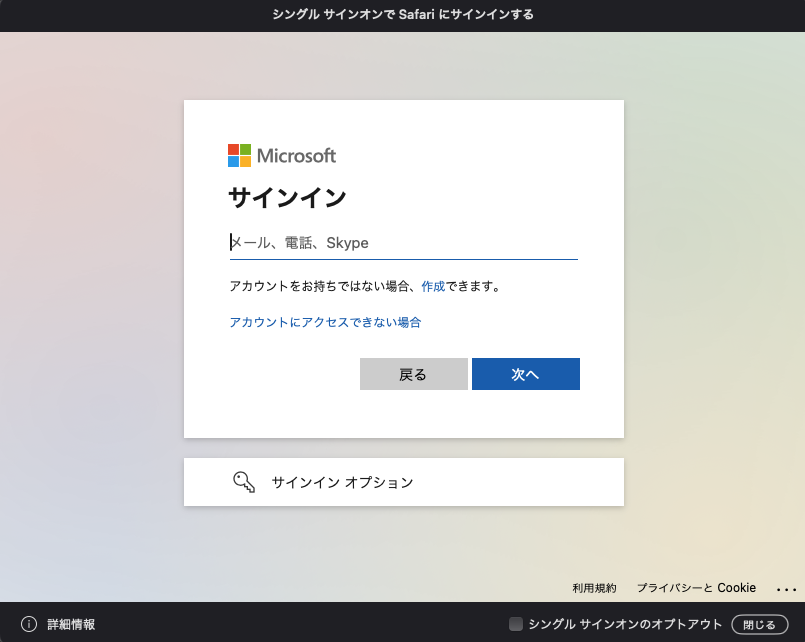 シングル サインオンで Safari にサインインする
Microsoft
サインイン
メール、電話、Skype
アカウントをお持ちではない場合、作成できます。
アカウントにアクセスできない場合
戻る 次へ
サインイン オプション
利用規約 プライバシーと Cookie ...
詳細情報 シングル サインオンのオプトアウト 閉じる